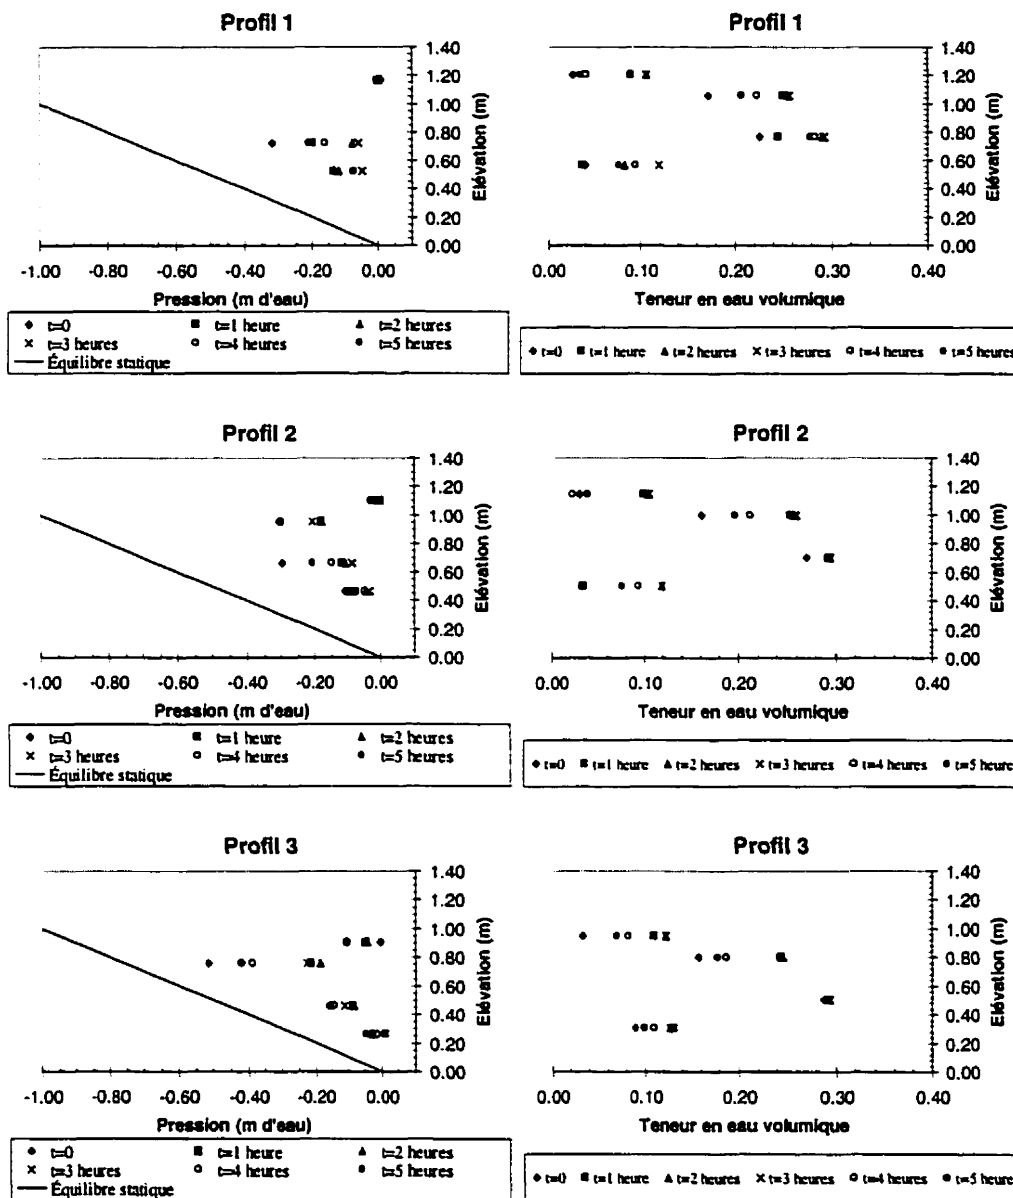 Profil 1
1.40
1.20
1.00
0.80
0.60
0.40
0.20
0.00
Elévation (m)
-1.00 -0.80 -0.60 -0.40 -0.20 0.00
Pression (m d'eau)
t=0 t=1 heure t=2 heures
t=3 heures t=4 heures t=5 heures
Équilibre statique
Profil 1
1.40
1.20
1.00
0.80
0.60
0.40
0.20
0.00
Elévation (m)
0.00 0.10 0.20 0.30 0.40
Teneur en eau volumique
t=0 t=1 heure t=2 heures t=3 heures t=4 heures t=5 heures
Profil 2
1.40
1.20
1.00
0.80
0.60
0.40
0.20
0.00
Elévation (m)
-1.00 -0.80 -0.60 -0.40 -0.20 0.00
Pression (m d'eau)
t=0 t=1 heure t=2 heures
t=3 heures t=4 heures t=5 heures
Équilibre statique
Profil 2
1.40
1.20
1.00
0.80
0.60
0.40
0.20
0.00
Elévation (m)
0.00 0.10 0.20 0.30 0.40
Teneur en eau volumique
t=0 t=1 heure t=2 heures t=3 heures t=4 heures t=5 heure
Profil 3
1.40
1.20
1.00
0.80
0.60
0.40
0.20
0.00
Elévation (m)
-1.00 -0.80 -0.60 -0.40 -0.20 0.00
Pression (m d'eau)
t=0 t=1 heure t=2 heures
t=3 heures t=4 heures t=5 heures
Équilibre statique
Profil 3
1.40
1.20
1.00
0.80
0.60
0.40
0.20
0.00
Elévation (m)
0.00 0.10 0.20 0.30 0.40
Teneur en eau volumique
t=0 t=1 heure t=2 heures t=3 heures t=4 heures t=5 heure